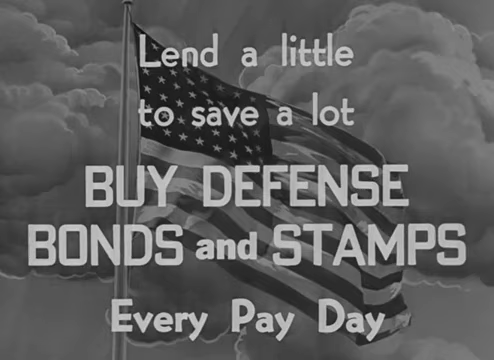 Lend a little
to save a lot
BUY DEFENSE
BONDS and STAMPS
Every Pay Day